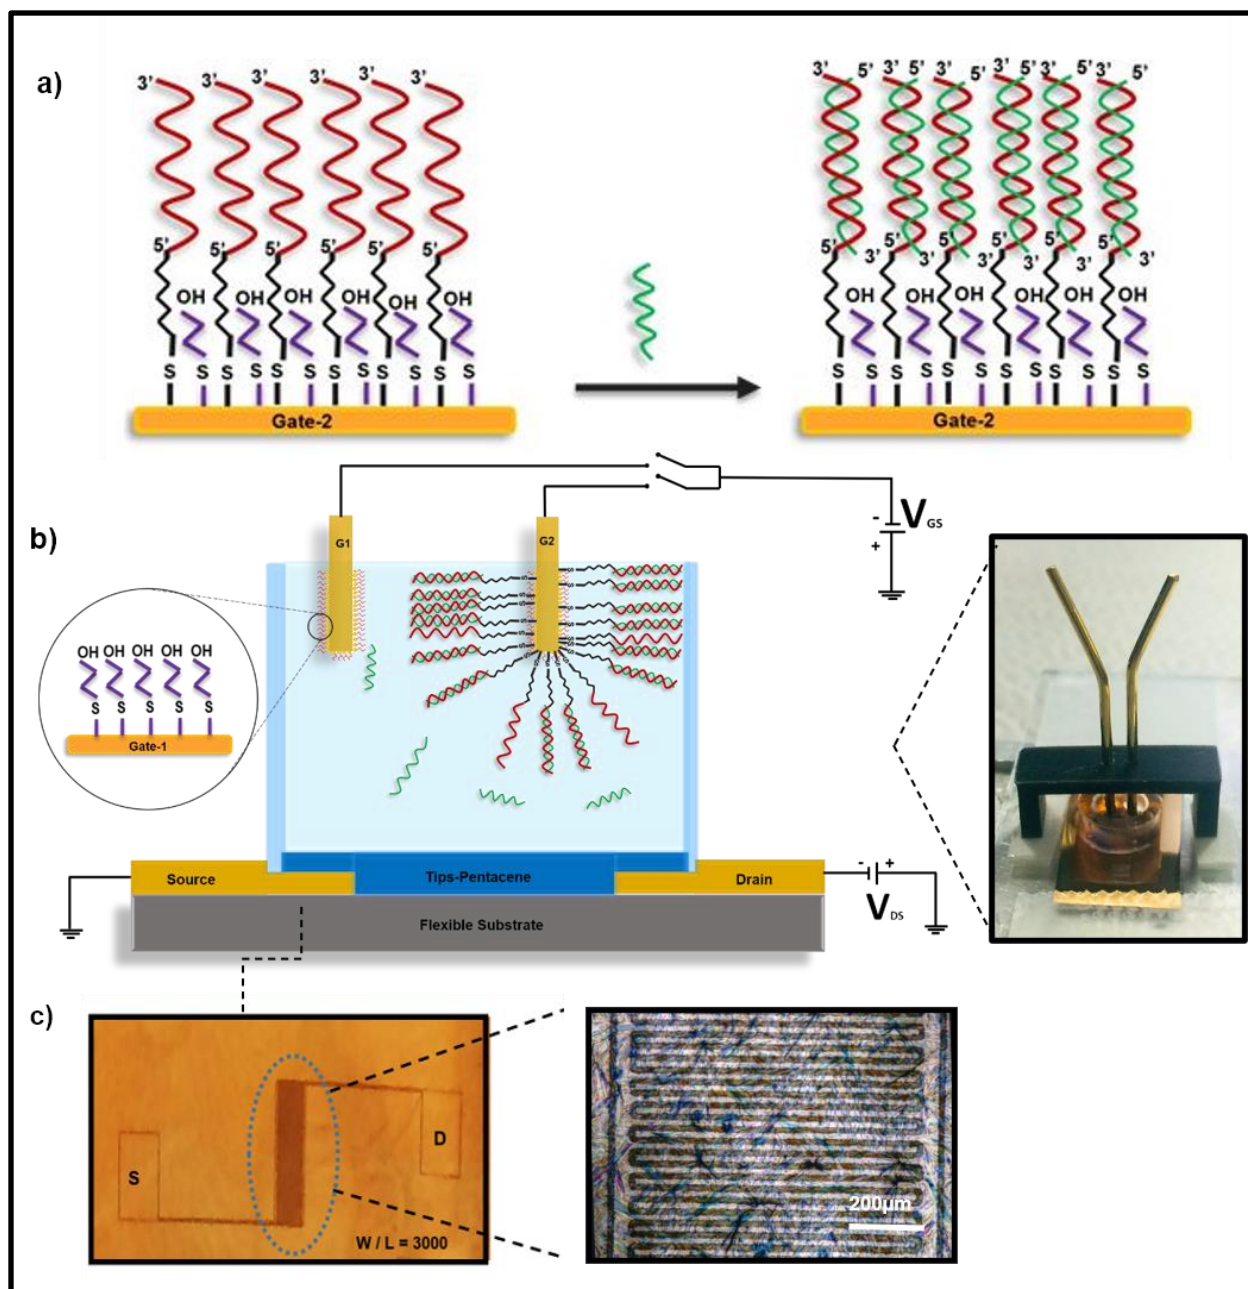 a)
3’ 3’ 3’ 3’ 3’ 3’
5’ 5’ 5’ 5’ 5’ 5’
OH OH OH OH OH OH
S S S S S S S S S S S S
Gate-2
3’ 5’ 3’ 5’ 3’ 5’ 3’ 5’ 3’ 5’ 3’ 5’
5’ 5’ 5’ 5’ 5’ 5’
3’ 3’ 3’ 3’ 3’ 3’
OH OH OH OH OH OH
S S S S S S S S S S S S
Gate-2
b)
G1
G2
- VGS
+
OH OH OH OH OH
S S S S S
Gate-1
Source
Tips-Pentacene
Drain
- +
VDS
Flexible Substrate
c)
S
D
W / L = 3000
200µm